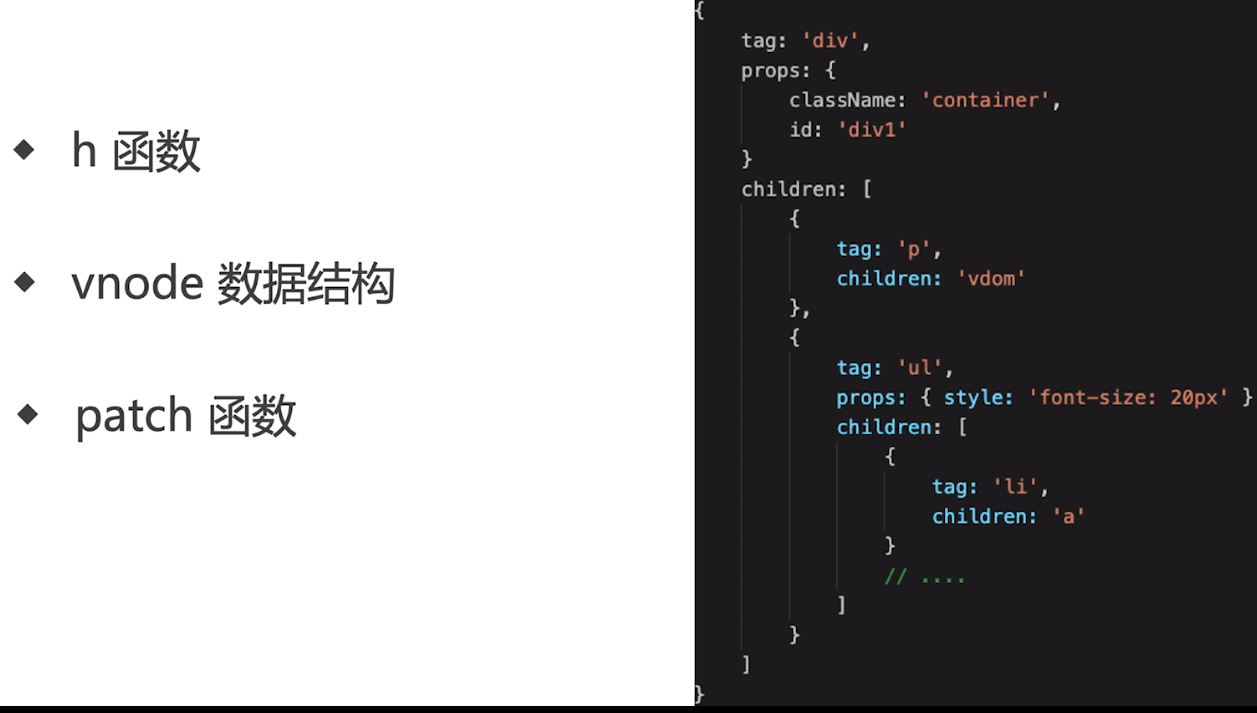 ◆ h 函数
◆ vnode 数据结构
◆ patch 函数
{
    tag: 'div',
    props: {
        className: 'container',
        id: 'div1'
    }
    children: [
        {
            tag: 'p',
            children: 'vdom'
        },
        {
            tag: 'ul',
            props: { style: 'font-size: 20px' }
            children: [
                {
                    tag: 'li',
                    children: 'a'
                }
                // ....
            ]
        }
    ]
}